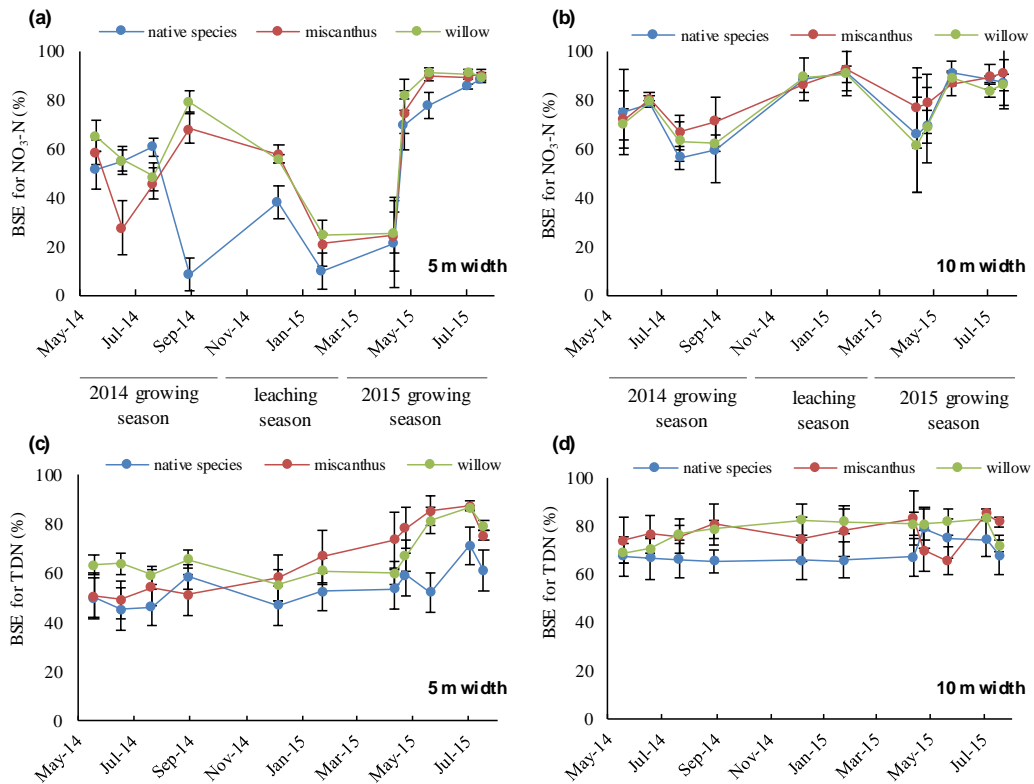 (a)
native species miscanthus willow
100
80
60
40
20
0
BSE for NO3-N (%)
5 m width
May-14 Jul-14 Sep-14 Nov-14 Jan-15 Mar-15 May-15 Jul-15
2014 growing season
leaching season
2015 growing season
(b)
native species miscanthus willow
100
80
60
40
20
0
BSE for NO3-N (%)
10 m width
May-14 Jul-14 Sep-14 Nov-14 Jan-15 Mar-15 May-15 Jul-15
2014 growing season
leaching season
2015 growing season
(c)
native species miscanthus willow
100
80
60
40
20
0
BSE for TDN (%)
5 m width
May-14 Jul-14 Sep-14 Nov-14 Jan-15 Mar-15 May-15 Jul-15
(d)
native species miscanthus willow
100
80
60
40
20
0
BSE for TDN (%)
10 m width
May-14 Jul-14 Sep-14 Nov-14 Jan-15 Mar-15 May-15 Jul-15